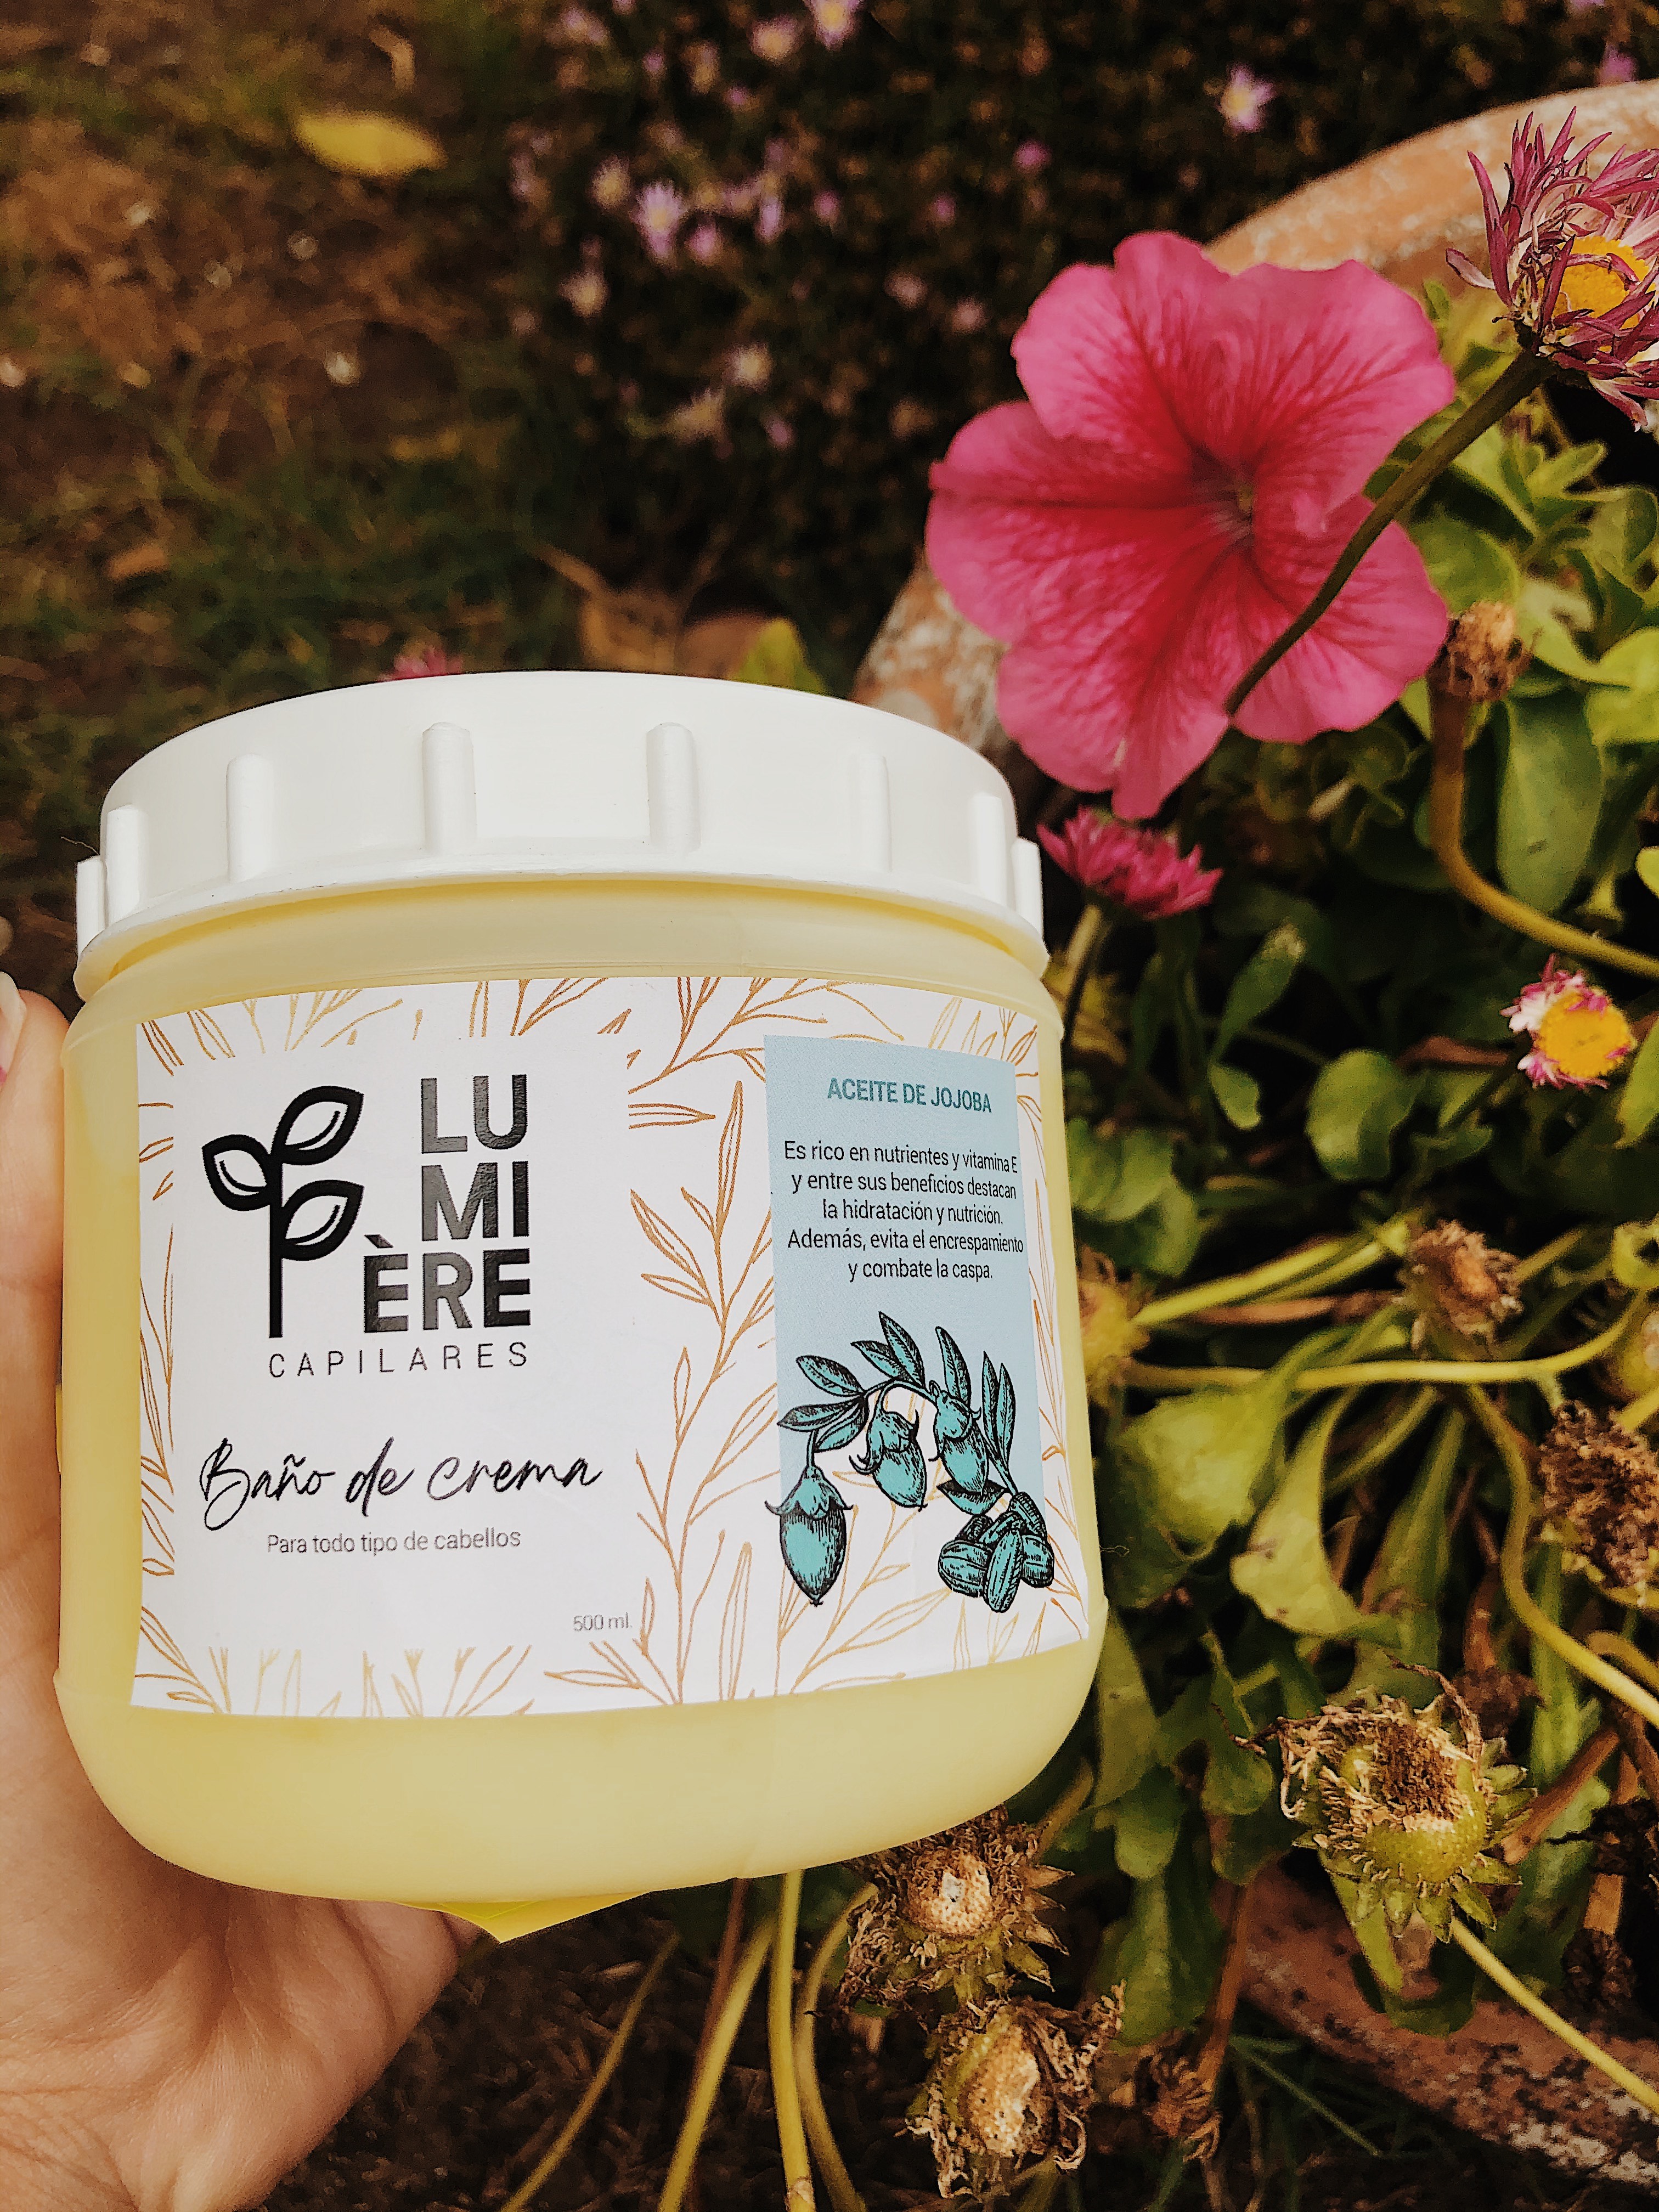 LU
MI
ÈRE
CAPILARES
Baño de crema
Para todo tipo de cabellos
500 ml.
ACEITE DE JOJOBA
Es rico en nutrientes y vitamina E
y entre sus beneficios destacan
la hidratación y nutrición.
Además, evita el encrespamiento
y combate la caspa.